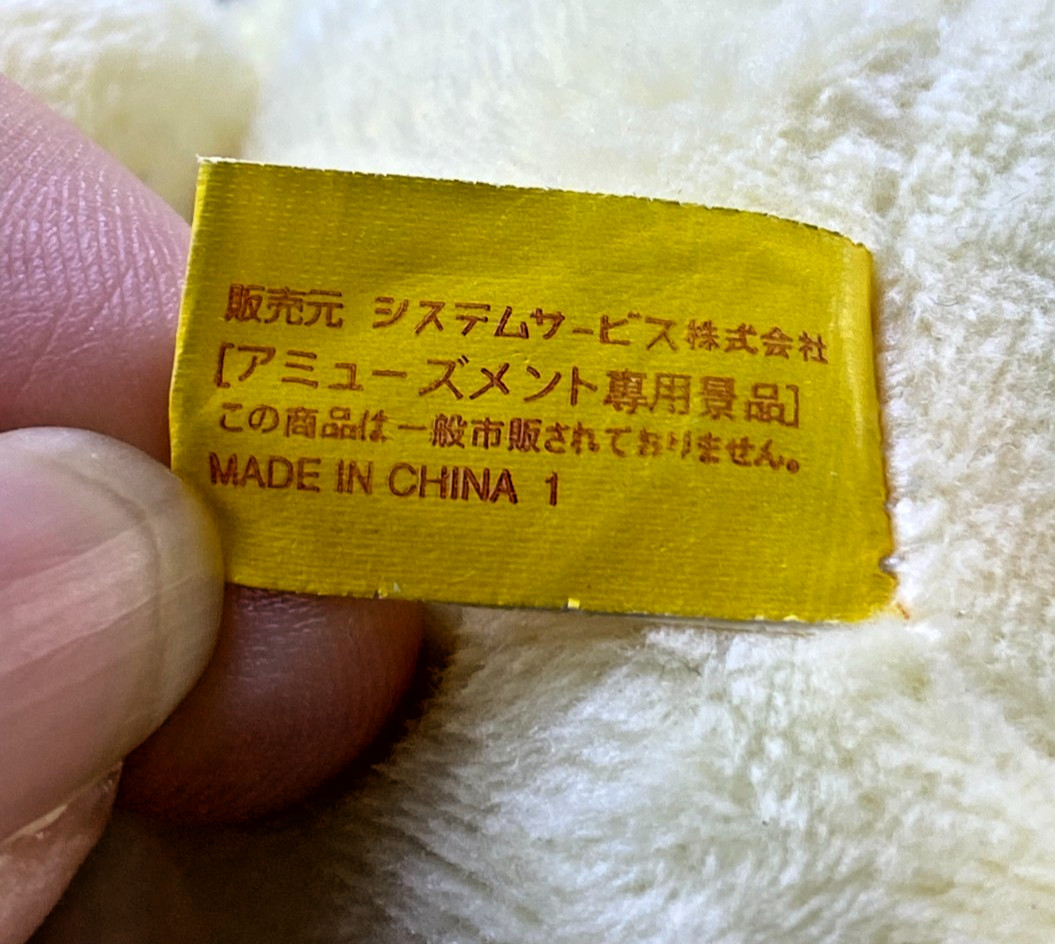 販売元 システムサービス株式会社
[アミューズメント専用景品]
この商品は一般市販されておりません。
MADE IN CHINA 1